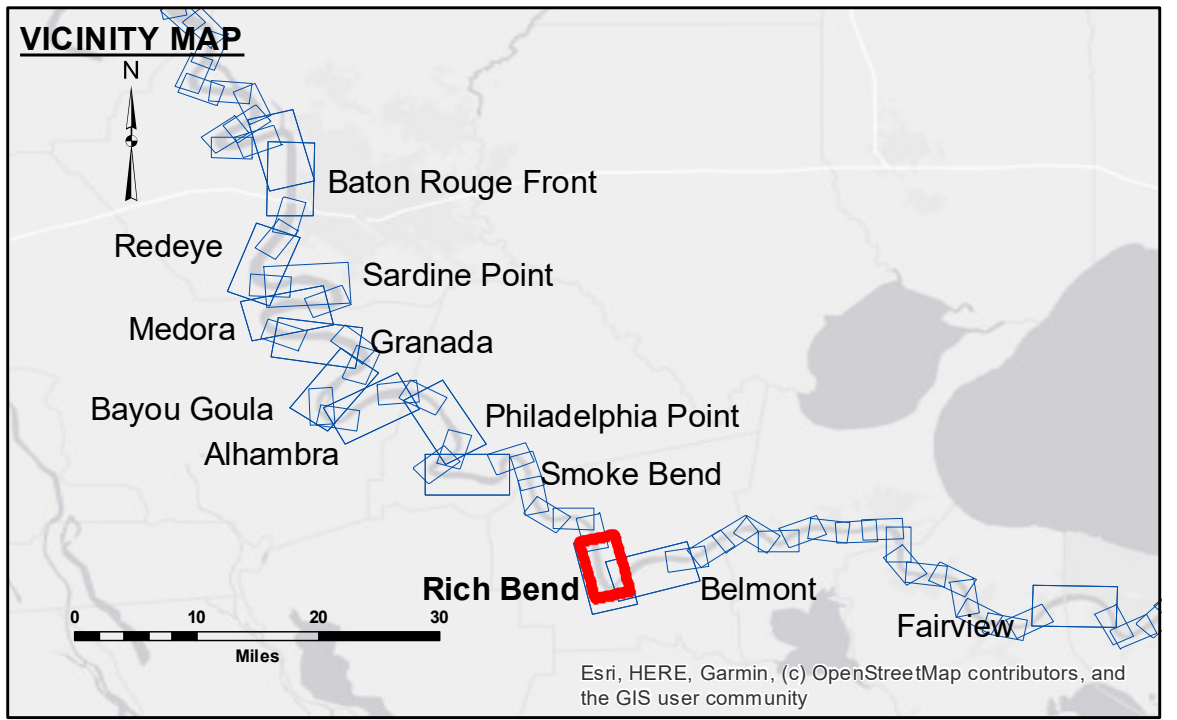 VICINITY MAP
N
Baton Rouge Front
Redeye
Sardine Point
Medora
Granada
Bayou Goula
Philadelphia Point
Alhambra
Smoke Bend
Rich Bend
Belmont
Fairview
0 10 20 30
Miles
Esri, HERE, Garmin, (c) OpenStreetMap contributors, and
the GIS user community